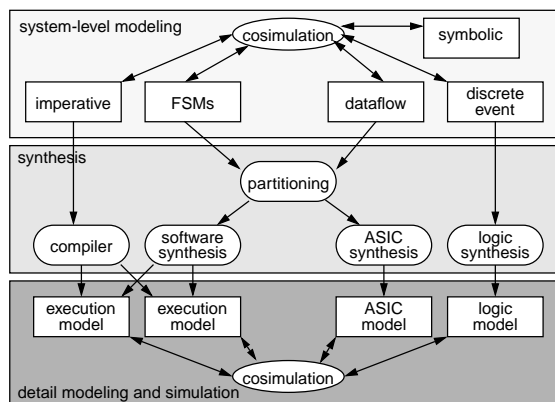 system-level modeling
cosimulation
symbolic
imperative
FSMs
dataflow
discrete
event
synthesis
partitioning
compiler
software
synthesis
ASIC
synthesis
logic
synthesis
execution
model
execution
model
ASIC
model
logic
model
cosimulation
detail modeling and simulation